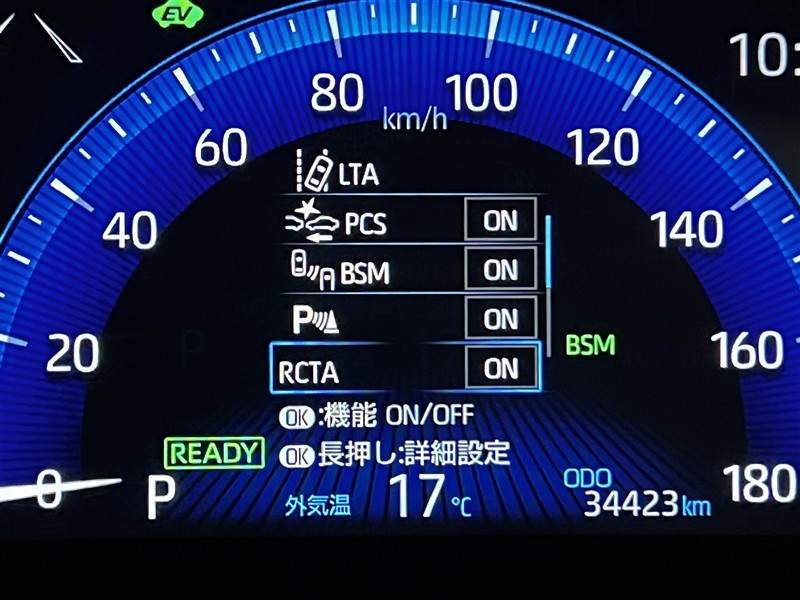 EV
10:
80
100
km/h
60
120
LTA
40
PCS ON
140
BSM ON
P ON
20
BSM
160
RCTA ON
OK:機能 ON/OFF
READY
OK長押し:詳細設定
0
P
外気温 17℃
ODO
34423km
180